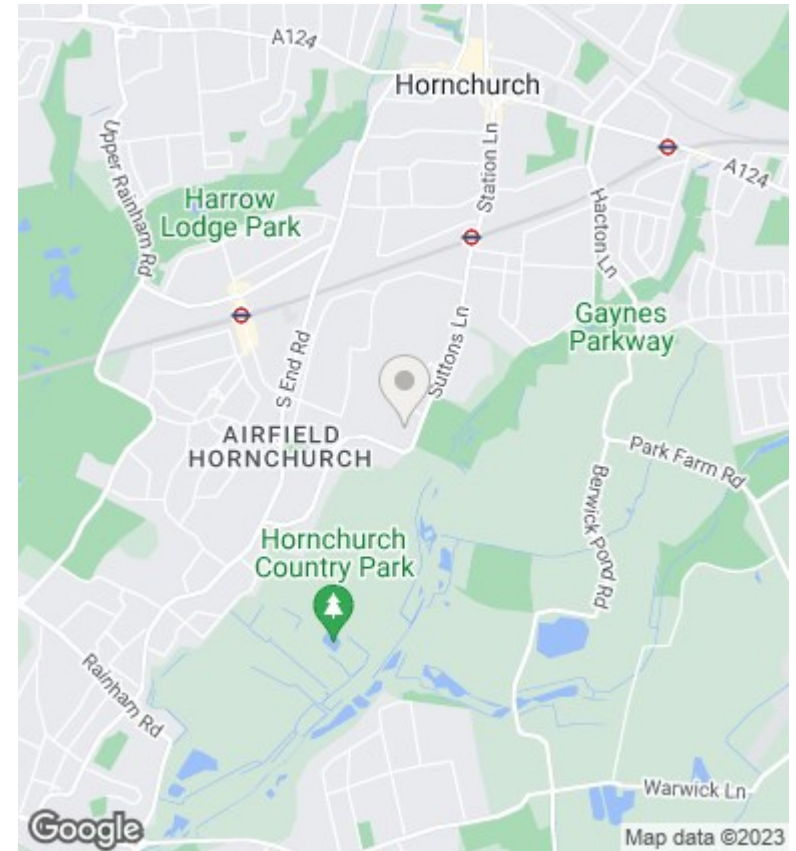 A124
Hornchurch
Upper Rainham Rd
Station Ln
A124
Harrow
Lodge Park
Hacton Ln
Gaynes
Parkway
S End Rd
Suttons Ln
AIRFIELD
HORNCHURCH
Park Farm Rd
Berwick Pond Rd
Hornchurch
Country Park
Rainham Rd
Warwick Ln
Google
Map data ©2023